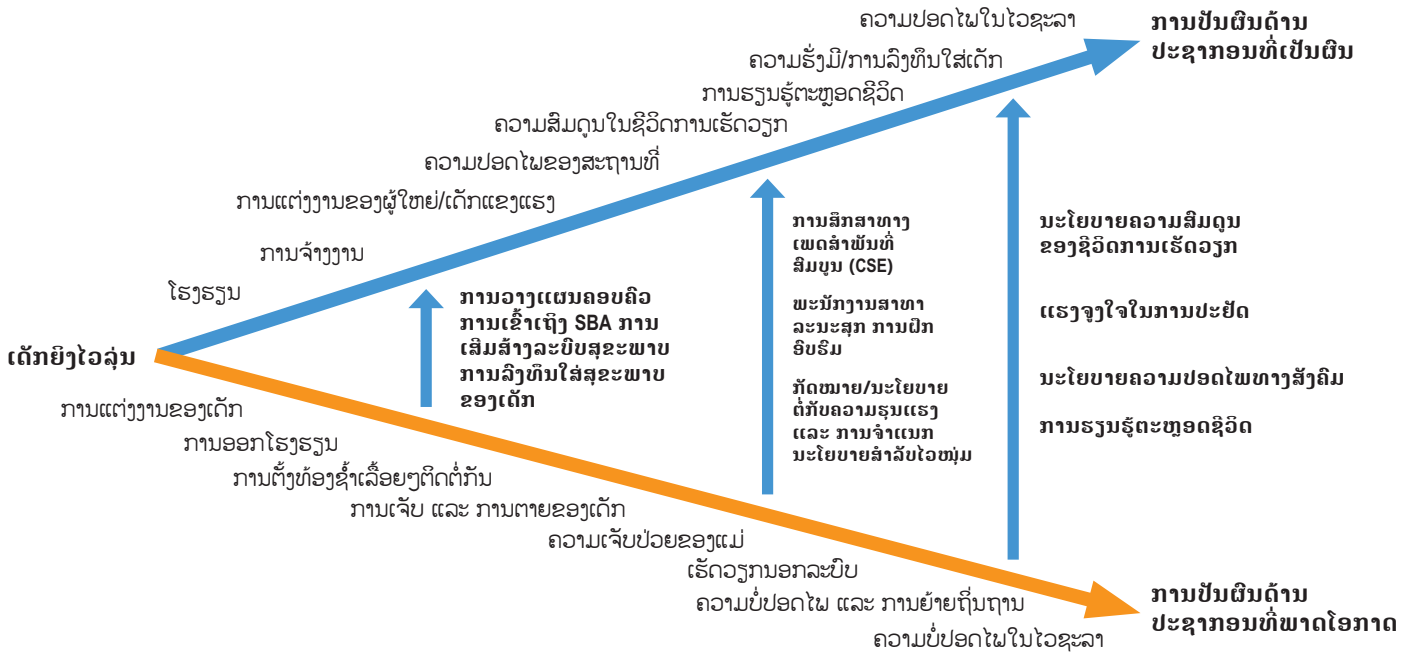 ຄວາມປອດໄພໃນໄວຊະລາ
ການປັນຜົນດ້ານ
ປະຊາກອນທີ່ເປັນຜົນ
ຄວາມຮັ່ງມີ/ການລົງທຶນໃສ່ເດັກ
ການຮຽນຮູ້ຕະຫຼອດຊີວິດ
ຄວາມສົມດູນໃນຊີວິດການເຮັດວຽກ
ຄວາມປອດໄພຂອງສະຖານທີ່
ການແຕ່ງງານຂອງຜູ້ໃຫຍ່/ເດັກແຂງແຮງ
ການຈ້າງງານ
ໂຮງຮຽນ
ເດັກຍິງໄວລຸ່ນ
ການວາງແຜນຄອບຄົວ
ການເຂົ້າເຖິງ SBA ການ
ເສີມສ້າງລະບົບສຸຂະພາບ
ການລົງທຶນໃສ່ສຸຂະພາບ
ຂອງເດັກ
ການສຶກສາທາງ
ເພດສຳພັນທີ່
ສົມບູນ (CSE)
ພະນັກງານສາທາ
ລະນະສຸກ ການຝຶກ
ອົບຮົມ
ກົດໝາຍ/ນະໂຍບາຍ
ຕໍ່ກັບຄວາມຮຸນແຮງ
ແລະ ການຈຳແນກ
ນະໂຍບາຍສຳລັບໄວໜຸ່ມ
ນະໂຍບາຍຄວາມສົມດູນ
ຂອງຊີວິດການເຮັດວຽກ
ແຮງຈູງໃຈໃນການປະຢັດ
ນະໂຍບາຍຄວາມປອດໄພທາງສັງຄົມ
ການຮຽນຮູ້ຕະຫຼອດຊີວິດ
ການແຕ່ງງານຂອງເດັກ
ການອອກໂຮງຮຽນ
ການຕັ້ງທ້ອງຊ້ຳເລື້ອຍໆຕິດຕໍ່ກັນ
ການເຈັບ ແລະ ການຕາຍຂອງເດັກ
ຄວາມເຈັບປ່ວຍຂອງແມ່
ເຮັດວຽກນອກລະບົບ
ຄວາມບໍ່ປອດໄພ ແລະ ການຍ້າຍຖິ່ນຖານ
ຄວາມບໍ່ປອດໄພໃນໄວຊະລາ
ການປັນຜົນດ້ານ
ປະຊາກອນທີ່ພາດໂອກາດ